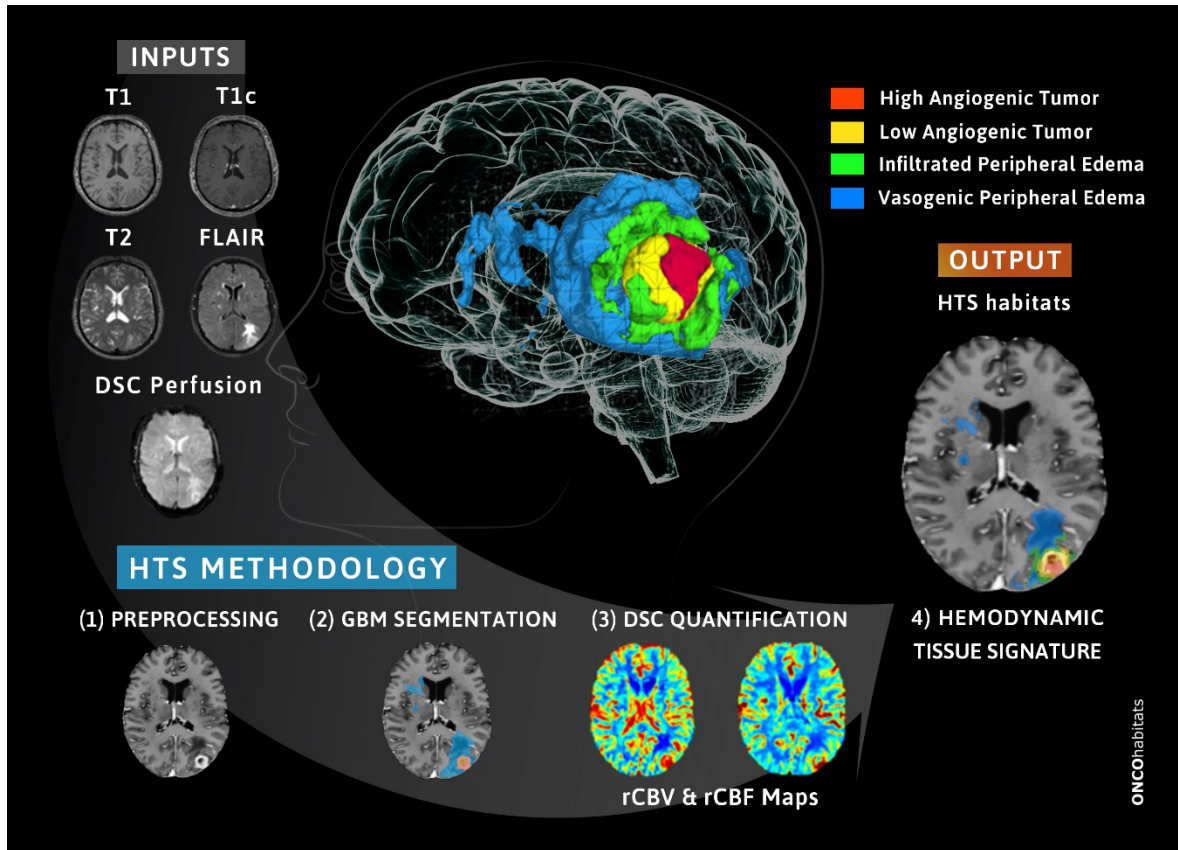 INPUTS
T1
T1c
T2
FLAIR
DSC Perfusion
High Angiogenic Tumor
Low Angiogenic Tumor
Infiltrated Peripheral Edema
Vasogenic Peripheral Edema
OUTPUT
HTS habitats
HTS METHODOLOGY
(1) PREPROCESSING
(2) GBM SEGMENTATION
(3) DSC QUANTIFICATION
rCBV & rCBF Maps
4) HEMODYNAMIC
TISSUE SIGNATURE
ONCOhabitats